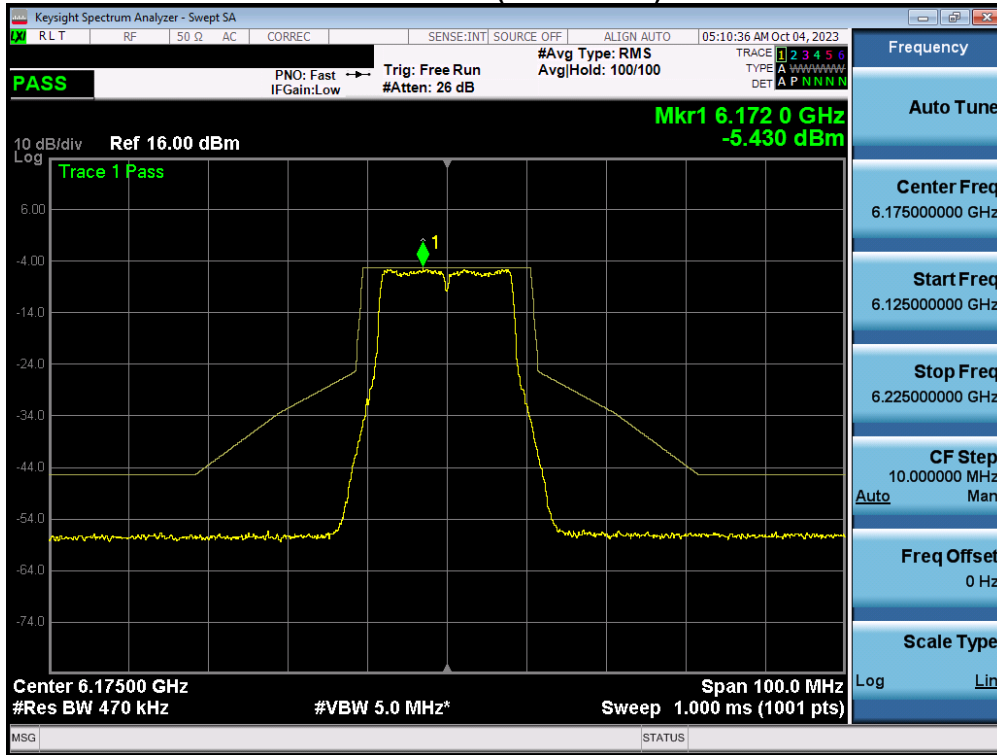 Keysight Spectrum Analyzer - Swept SA
LXI RLT RF 50 Ω AC CORREC SENSE:INT SOURCE OFF ALIGN AUTO 05:10:36 AM Oct 04, 2023
PASS
PNO: Fast
IFGain:Low
Trig: Free Run
#Atten: 26 dB
#Avg Type: RMS
Avg|Hold: 100/100
TRACE 1 2 3 4 5 6
TYPE A WWWWW
DET A P N N N N
Mkr1 6.172 0 GHz
-5.430 dBm
10 dB/div Ref 16.00 dBm
Log
Trace 1 Pass
1
6.00
-4.00
-14.0
-24.0
-34.0
-44.0
-54.0
-64.0
-74.0
Center 6.17500 GHz
Span 100.0 MHz
#Res BW 470 kHz
#VBW 5.0 MHz*
Sweep 1.000 ms (1001 pts)
MSG
STATUS
Frequency
Auto Tune
Center Freq
6.175000000 GHz
Start Freq
6.125000000 GHz
Stop Freq
6.225000000 GHz
CF Step
10.000000 MHz
Auto Man
Freq Offset
0 Hz
Scale Type
Log Lin